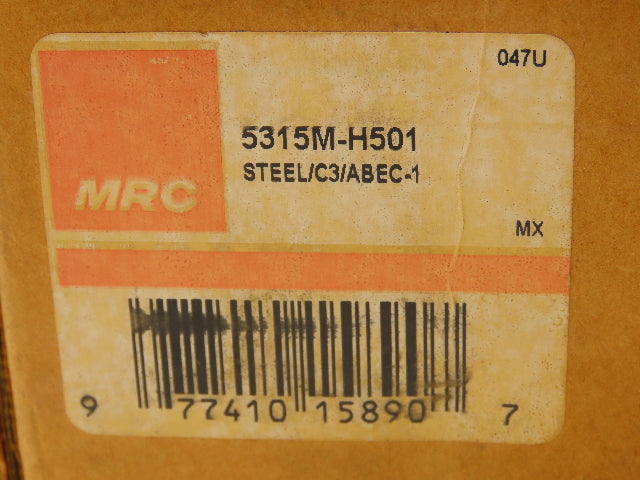 047U
5315M-H501
STEEL/C3/ABEC-1
MRC
MX
9 77410 15890 7